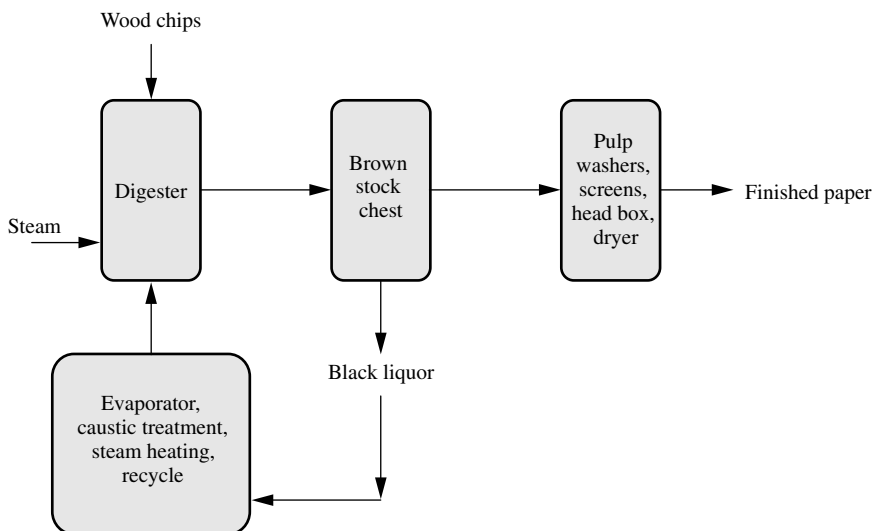 Wood chips
Digester
Steam
Brown
stock
chest
Pulp
washers,
screens,
head box,
dryer
Finished paper
Black liquor
Evaporator,
caustic treatment,
steam heating,
recycle